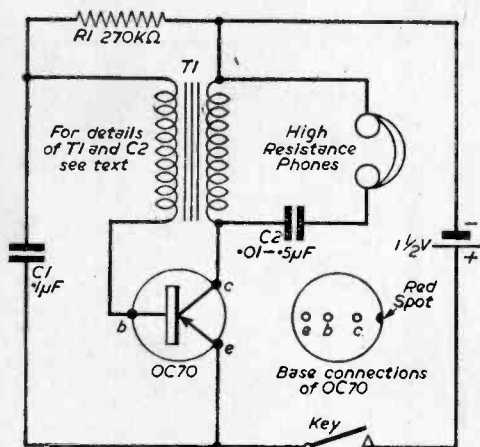 R1 270KΩ
T1
For details
of T1 and C2
see text
High
Resistance
Phones
C2
·01–·5μF
C1
·1μF
1½V
-
+
b
c
e
OC70
e b c
Red
Spot
Base connections
of OC70
Key